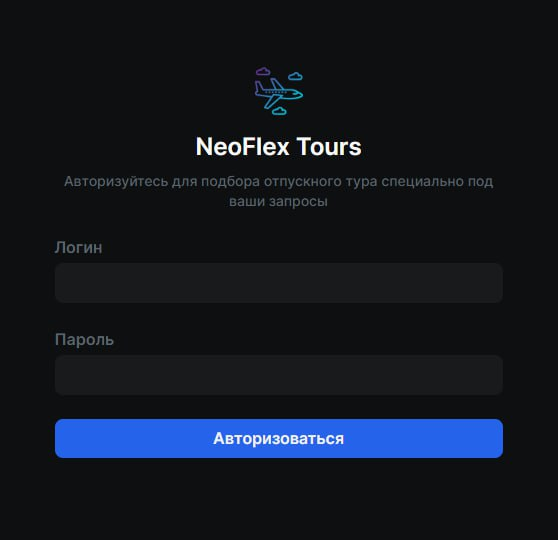 NeoFlex Tours
Авторизуйтесь для подбора отпускного тура специально под
ваши запросы
Логин
Пароль
Авторизоваться